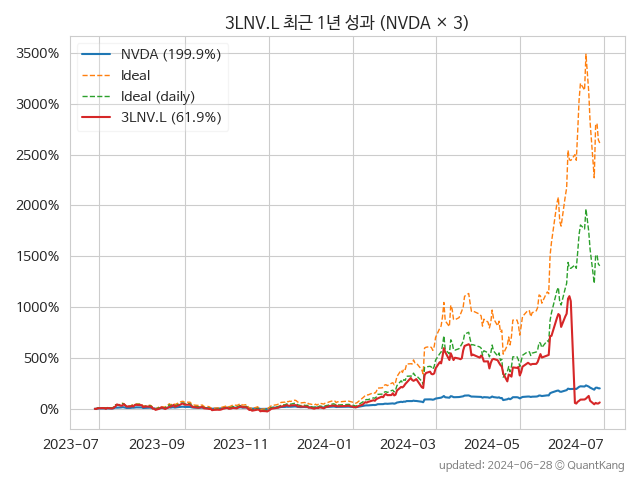 3LNV.L 최근 1년 성과 (NVDA × 3)
NVDA (199.9%)
Ideal
Ideal (daily)
3LNV.L (61.9%)
3500%
3000%
2500%
2000%
1500%
1000%
500%
0%
2023-07 2023-09 2023-11 2024-01 2024-03 2024-05 2024-07
updated: 2024-06-28 © QuantKang